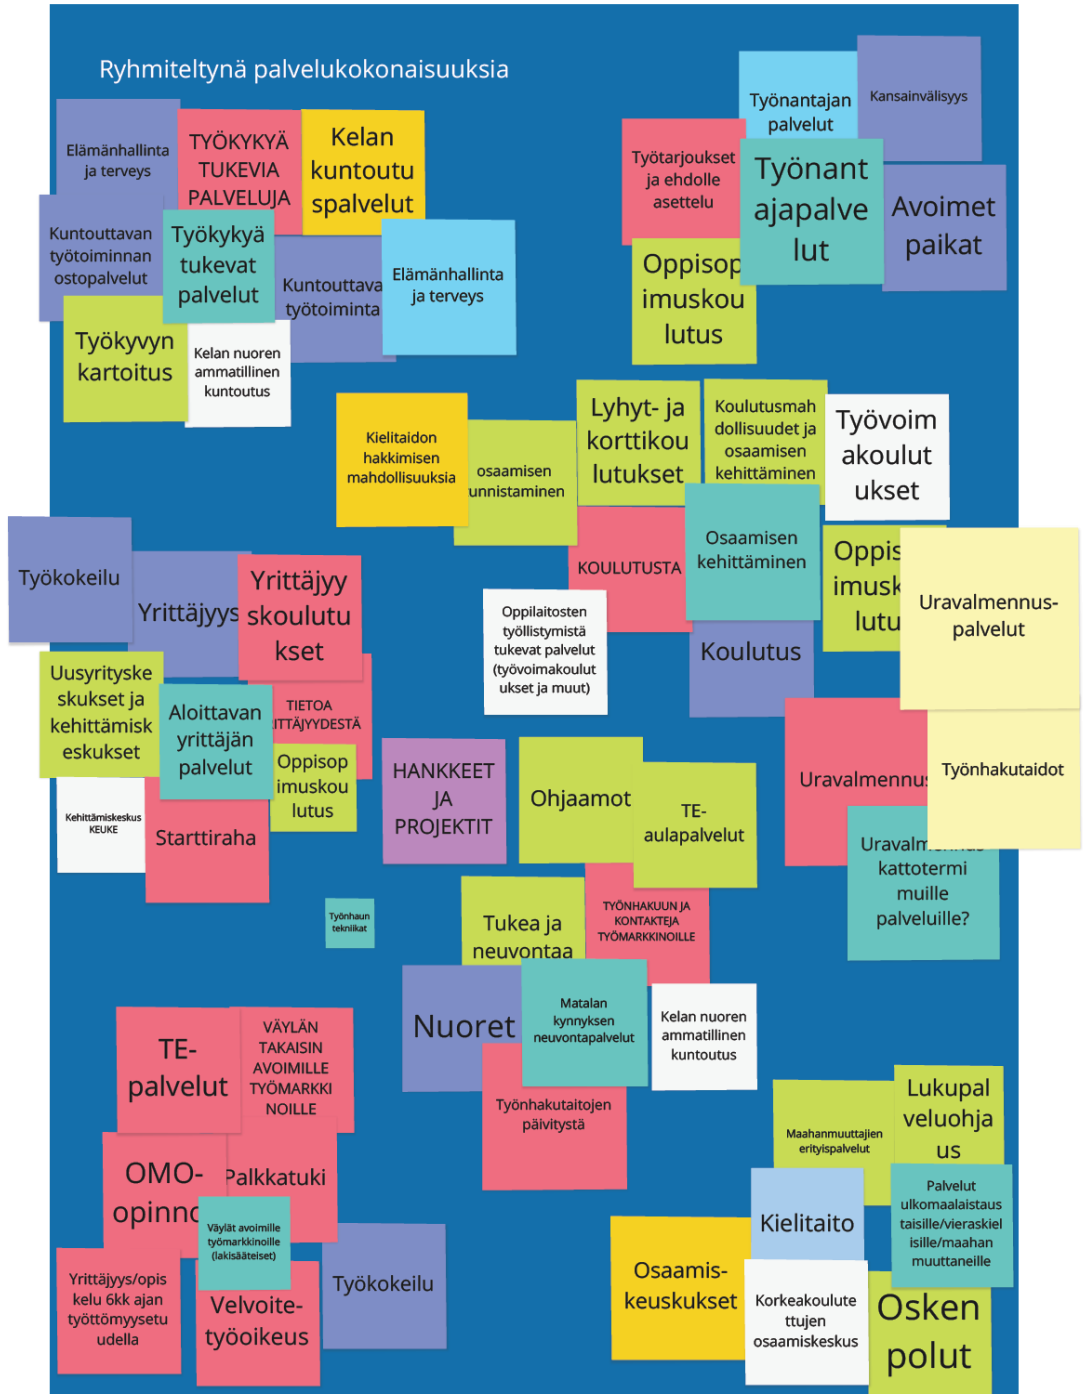 Ryhmiteltynä palvelukokonaisuuksia
Elämänhallinta
ja terveys
TYÖKYKYÄ
TUKEVIA
PALVELUJA
Kelan
kuntoutu
spalvelut
Kuntouttavan
työtoiminnan
ostopalvelut
Työkykyä
tukevat
palvelut
Kuntouttava
työtoiminta
Elämänhallinta
ja terveys
Työkyvyn
kartoitus
Kelan nuoren
ammatillinen
kuntoutus
Työnantajan
palvelut
Kansainvälisyys
Työtarjoukset
ja ehdolle
asettelu
Työnant
ajapalve
lut
Avoimet
paikat
Oppisop
imuskou
lutus
Kielitaidon
hakkimisen
mahdollisuuksia
osaamisen
unnistaminen
Lyhyt- ja
korttikou
lutukset
Koulutusmah
dollisuudet ja
osaamisen
kehittäminen
Työvoim
akoulut
ukset
KOULUTUSTA
Osaamisen
kehittäminen
Oppis
imusk
lutu
Uravalmennus-
palvelut
Oppilaitosten
työllistymistä
tukevat palvelut
(työvoimakoulut
ukset ja muut)
Koulutus
Työkokeilu
Yrittäjyys
Yrittäjyy
skoulutu
kset
Uusyrityske
skukset ja
kehittämisk
eskukset
Aloittavan
yrittäjän
palvelut
TIETOA
ITTÄJYYDESTÄ
Oppisop
imuskou
lutus
Kehittämiskeskus
KEUKE
Starttiraha
HANKKEET
JA
PROJEKTIT
Ohjaamot
TE-
aulapalvelut
Uravalmennus
Työnhakutaidot
Uravalmennus
kattotermi
muille
palveluille?
Työnhaun
tekniikat
Tukea ja
neuvontaa
TYÖNHAKUUN JA
KONTAKTEJA
TYÖMARKKINOILLE
Nuoret
Matalan
kynnyksen
neuvontapalvelut
Kelan nuoren
ammatillinen
kuntoutus
Työnhakutaitojen
päivitystä
TE-
palvelut
VÄYLÄN
TAKAISIN
AVOIMILLE
TYÖMARKKI
NOILLE
OMO-
opinno
Palkkatuki
Väylät avoimille
työmarkkinoille
(lakisääteiset)
Työkokeilu
Yrittäjyys/opis
kelu 6kk ajan
työttömyysetu
udella
Velvoite-
työoikeus
Maahanmuuttajien
erityispalvelut
Lukupal
veluohja
us
Kielitaito
Palvelut
ulkomaalaistaus
taisille/vieraskiel
isille/maahan
muuttaneille
Osaamis-
keuskukset
Korkeakoulute
ttujen
osaamiskeskus
Osken
polut